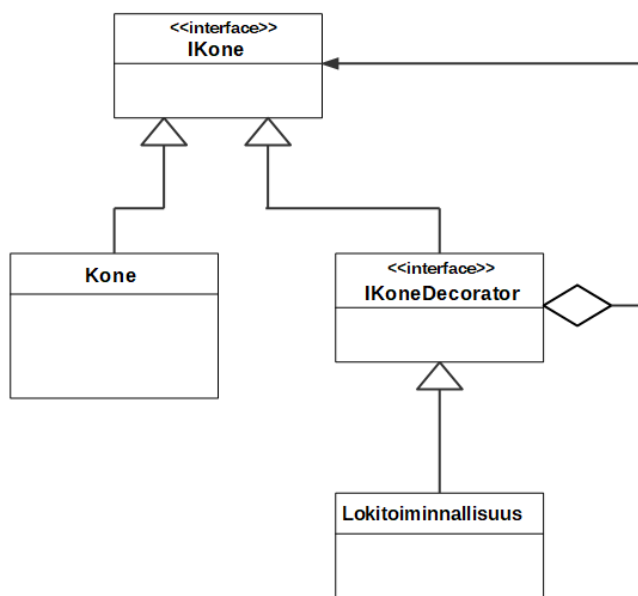 <<interface>>
IKone
Kone
<<interface>>
IKoneDecorator
Lokitoiminnallisuus